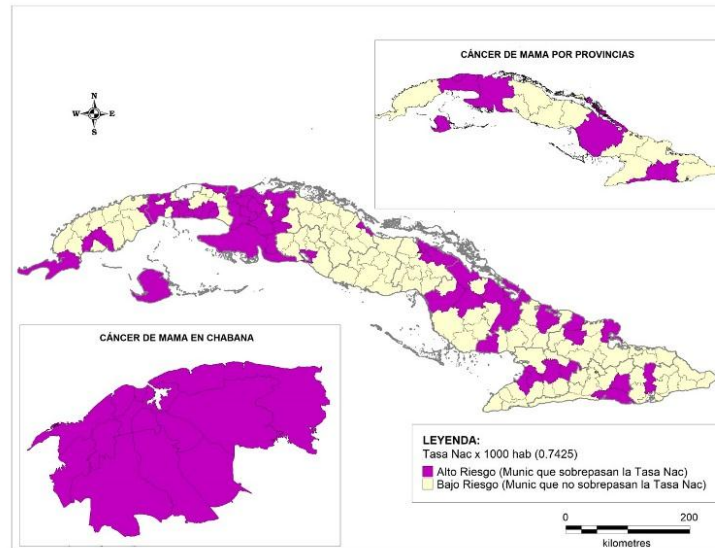 CÁNCER DE MAMA POR PROVINCIAS
N
W E
S
CÁNCER DE MAMA EN CHABANA
LEYENDA:
Tasa Nac x 1000 hab (0.7425)
Alto Riesgo (Munic que sobrepasan la Tasa Nac)
Bajo Riesgo (Munic que no sobrepasan la Tasa Nac)
0 100 200
kilometres